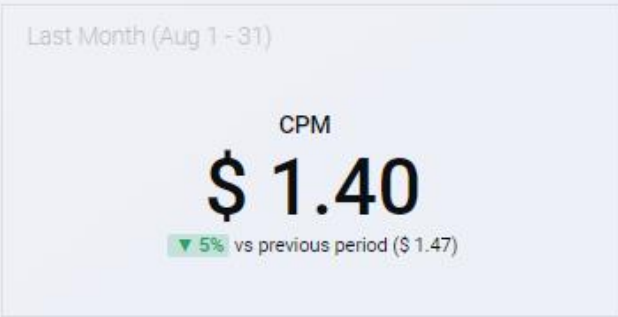 Last Month (Aug 1 - 31)
CPM
$ 1.40
▼ 5% vs previous period ($ 1.47)